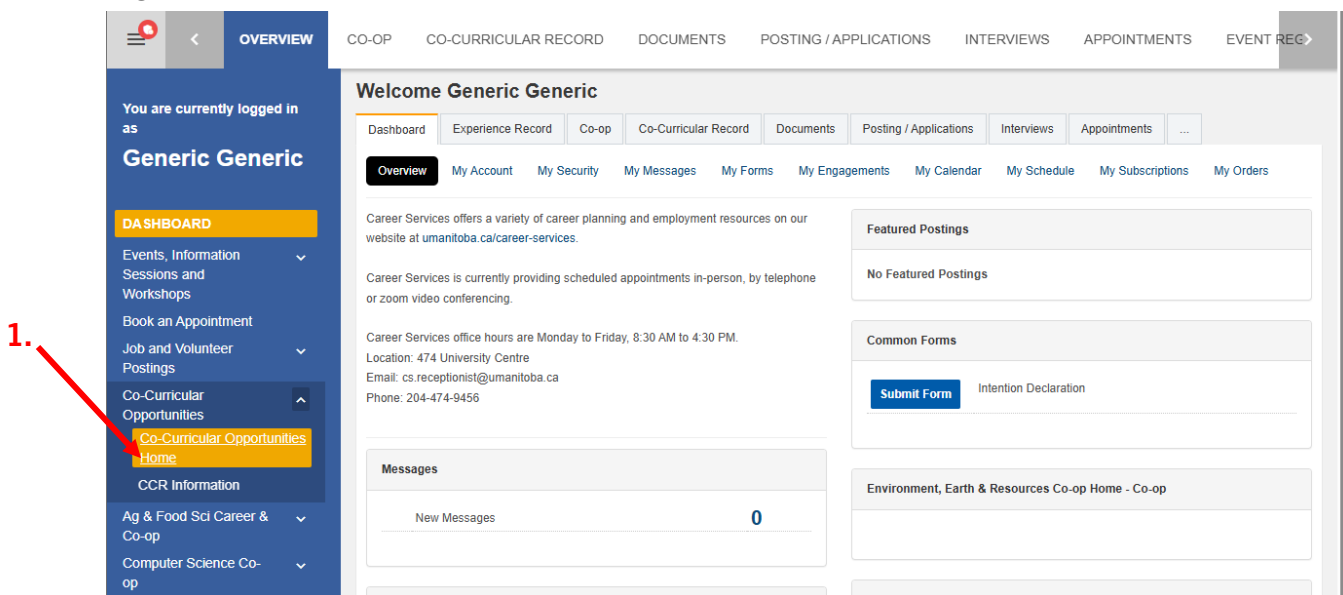 OVERVIEW CO-OP CO-CURRICULAR RECORD DOCUMENTS POSTING / APPLICATIONS INTERVIEWS APPOINTMENTS EVENT REG
You are currently logged in
as
Generic Generic
DASHBOARD
Events, Information
Sessions and
Workshops
Book an Appointment
Job and Volunteer
Postings
Co-Curricular
Opportunities
Co-Curricular Opportunities
Home
CCR Information
Ag & Food Sci Career &
Co-op
Computer Science Co-
op
1.
Welcome Generic Generic
Dashboard Experience Record Co-op Co-Curricular Record Documents Posting / Applications Interviews Appointments ...
Overview My Account My Security My Messages My Forms My Engagements My Calendar My Schedule My Subscriptions My Orders
Career Services offers a variety of career planning and employment resources on our
website at umanitoba.ca/career-services.
Career Services is currently providing scheduled appointments in-person, by telephone
or zoom video conferencing.
Career Services office hours are Monday to Friday, 8:30 AM to 4:30 PM.
Location: 474 University Centre
Email: cs.receptionist@umanitoba.ca
Phone: 204-474-9456
Messages
New Messages 0
Featured Postings
No Featured Postings
Common Forms
Submit Form Intention Declaration
Environment, Earth & Resources Co-op Home - Co-op